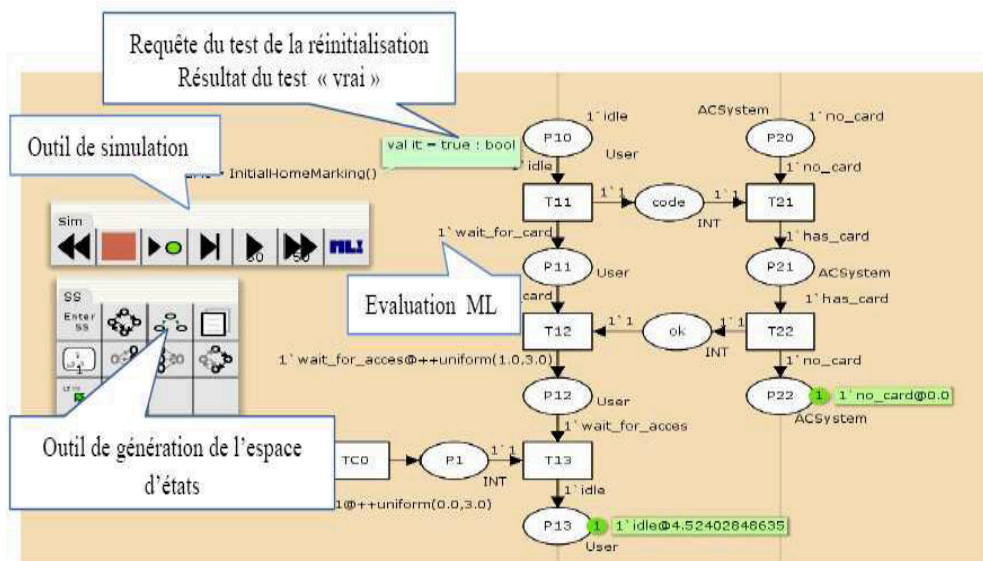 Requête du test de la réinitialisation
Résultat du test « vrai »
Outil de simulation
val it = true : bool
= InitialHomeMarking()
Sim
50
50
ML!
SS
Enter
SS
1
Outil de génération de l'espace
d'états
Evaluation ML
1`idle
P10
User
1`idle
T11
1`1
code
1`1
INT
1`wait_for_card
P11
User
T12
1`1
ok
1`1
INT
1`wait_for_acces@++uniform(1.0,3.0)
P12
User
1`wait_for_acces
TC0
P1
1`1
INT
T13
1@++uniform(0.0,3.0)
1`idle
P13
1
1`idle@4.52402848635
User
ACSystem
1`no_card
P20
1`no_card
T21
1`has_card
P21
ACSystem
1`has_card
T22
1`no_card
P22
1
1`no_card@0.0
ACSystem